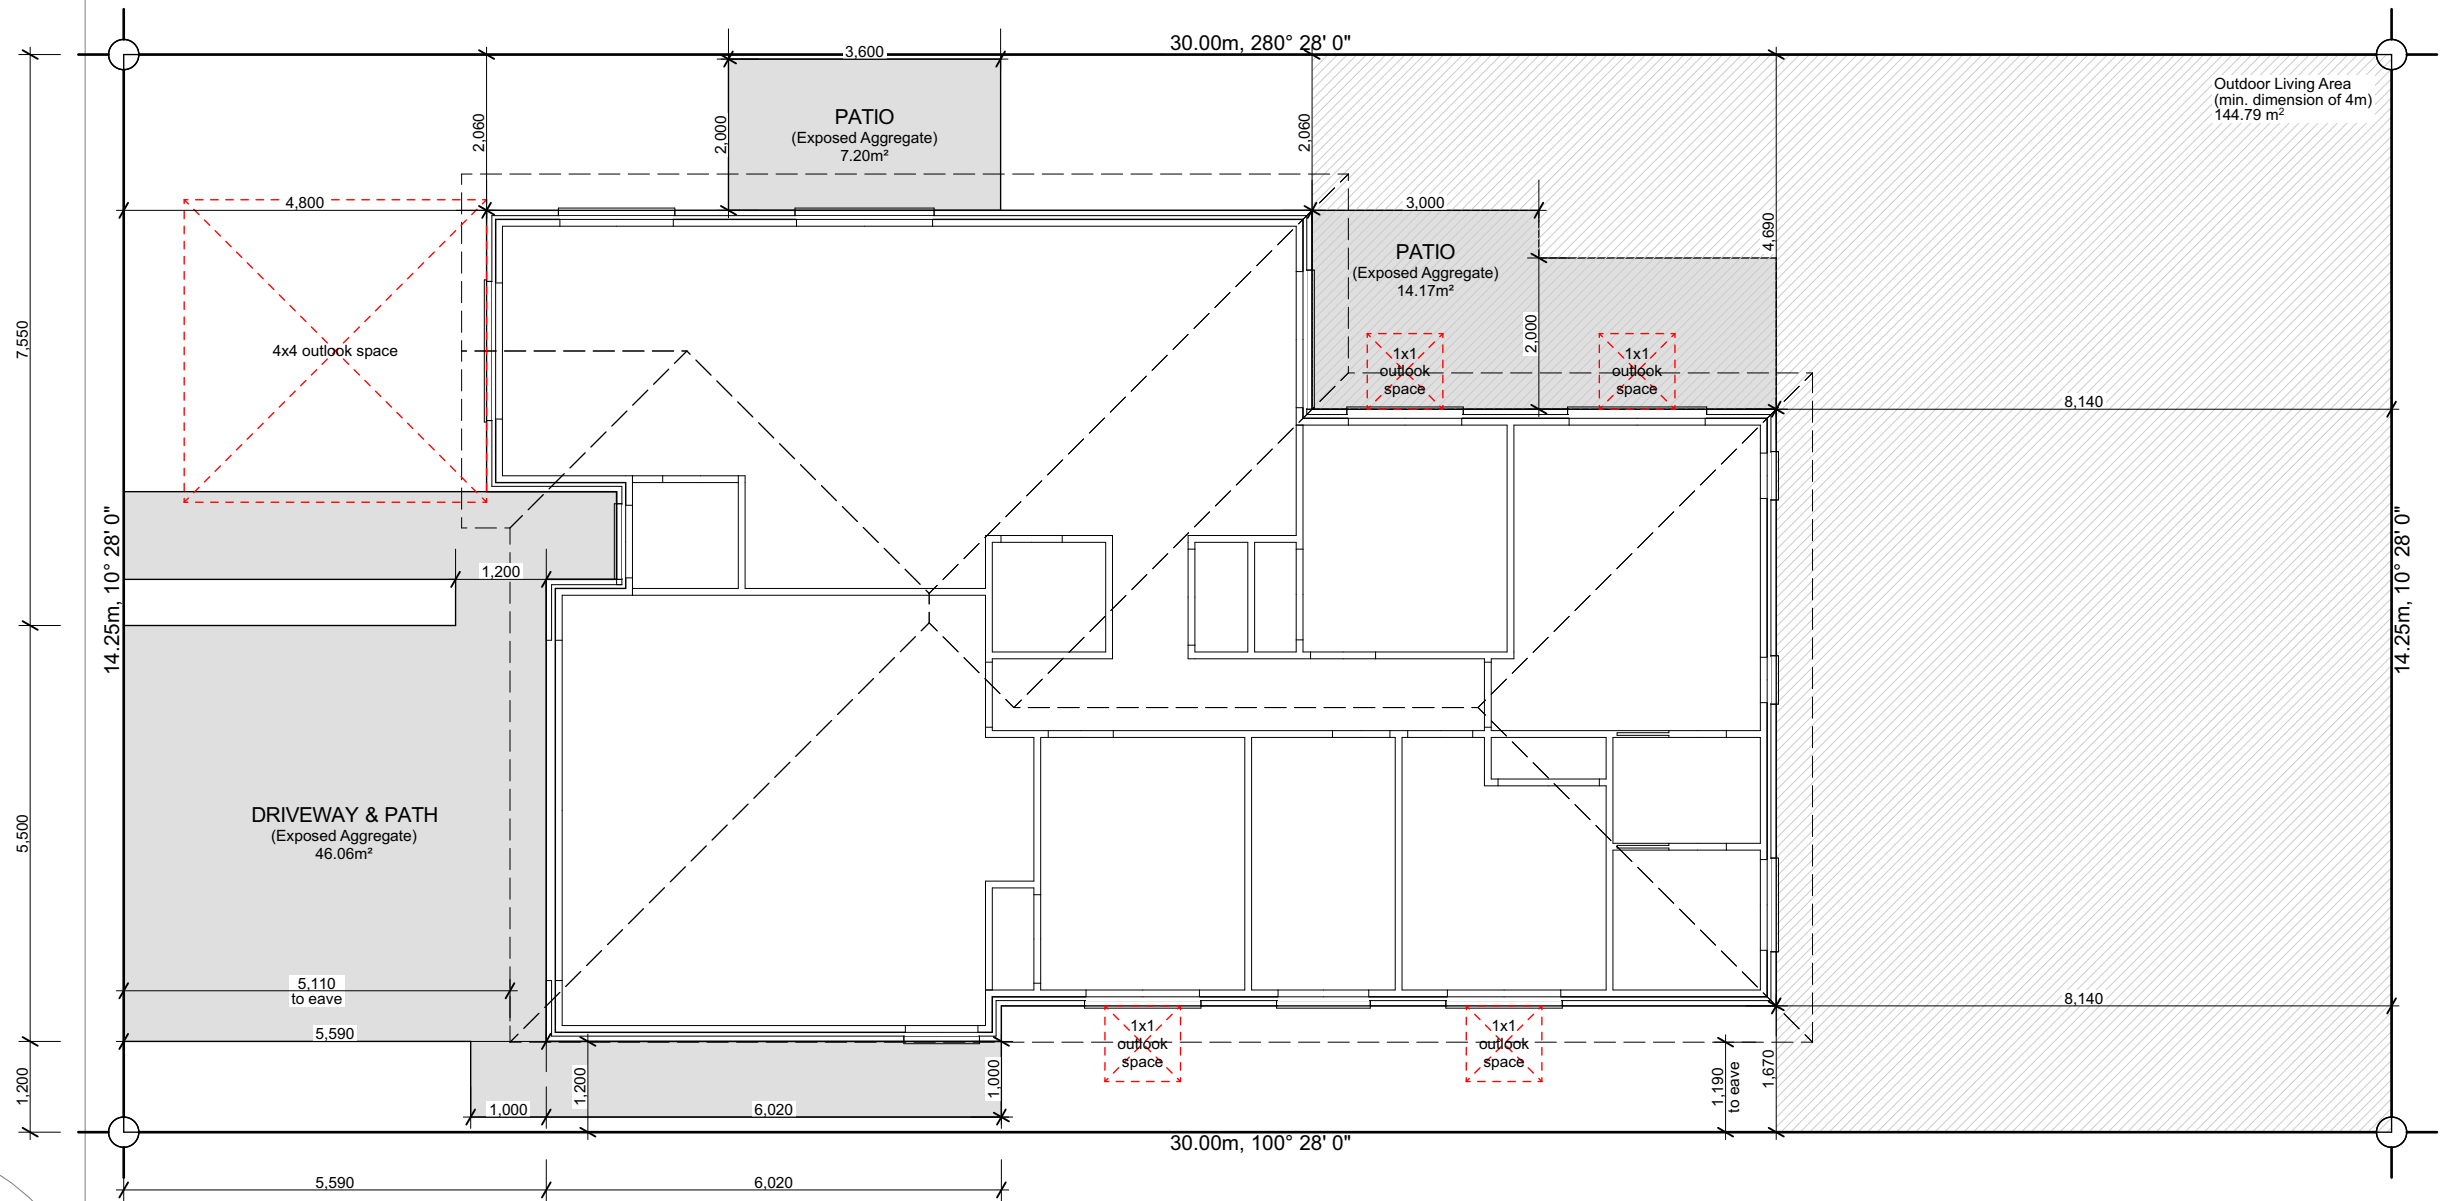 30.00m, 280° 28' 0"
3,600
Outdoor Living Area
(min. dimension of 4m)
144.79 m²
PATIO
(Exposed Aggregate)
7.20m²
2,060
2,000
2,060
4,800
3,000
4,690
PATIO
(Exposed Aggregate)
14.17m²
7,550
4x4 outlook space
2,000
1x1
outlook
space
1x1
outlook
space
8,140
14.25m, 10° 28' 0"
1,200
14.25m, 10° 28' 0"
5,500
DRIVEWAY & PATH
(Exposed Aggregate)
46.06m²
5,110
to eave
8,140
5,590
1x1
outlook
space
1x1
outlook
space
1,200
1,200
1,000
1,190
to eave
1,670
1,000
6,020
30.00m, 100° 28' 0"
5,590
6,020